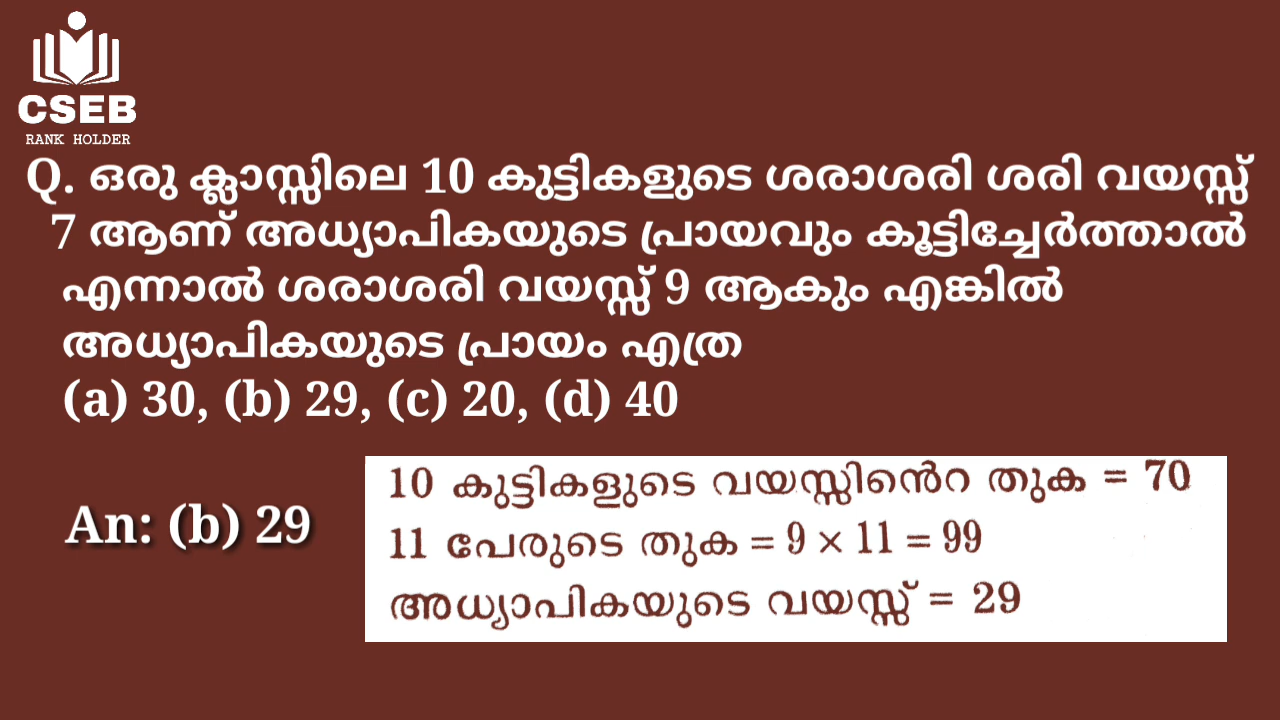 CSEB
RANK HOLDER
Q. ഒരു ക്ലാസ്സിലെ 10 കുട്ടികളുടെ ശരാശരി ശരി വയസ്സ്
7 ആണ് അധ്യാപികയുടെ പ്രായവും കൂട്ടിച്ചേർത്താൽ
എന്നാൽ ശരാശരി വയസ്സ് 9 ആകും എങ്കിൽ
അധ്യാപികയുടെ പ്രായം എത്ര
(a) 30, (b) 29, (c) 20, (d) 40
An: (b) 29
10 കുട്ടികളുടെ വയസ്സിൻെറ തുക = 70
11 പേരുടെ തുക = 9 × 11 = 99
അധ്യാപികയുടെ വയസ്സ് = 29